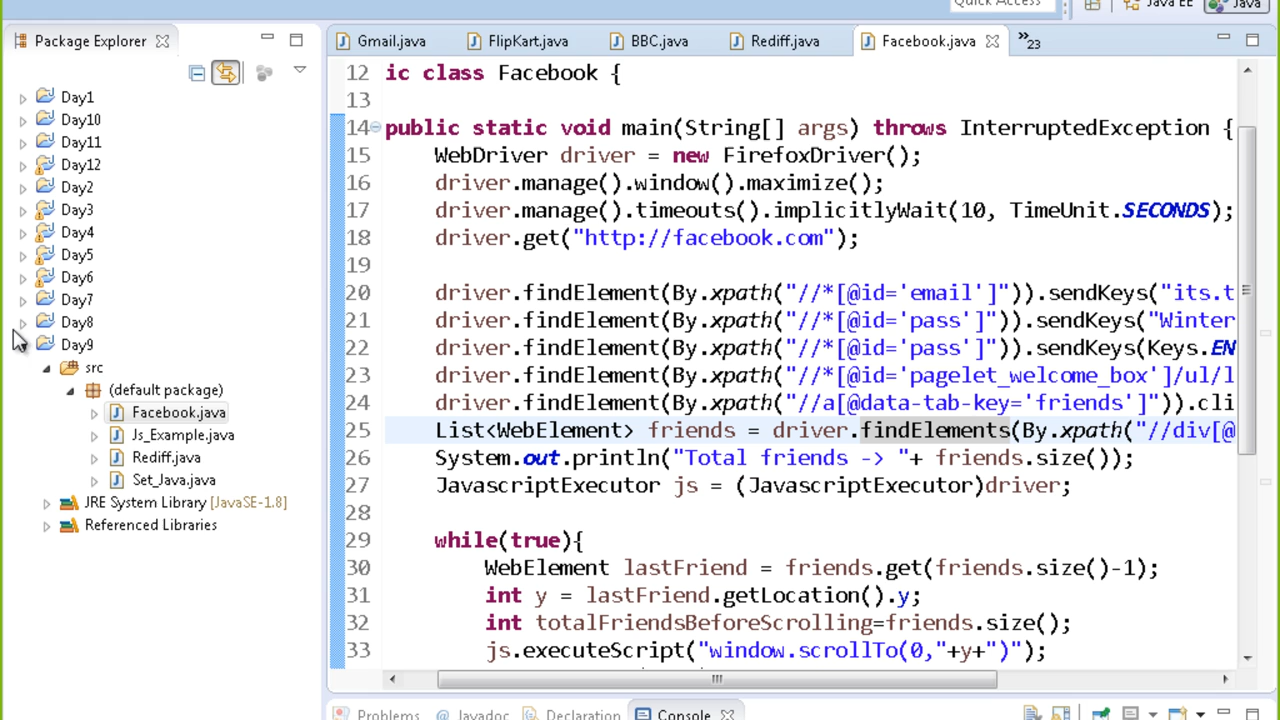 Quick Access
Java EE
Java
Package Explorer
Gmail.java
FlipKart.java
BBC.java
Rediff.java
Facebook.java
»23
Day1
Day10
Day11
Day12
Day2
Day3
Day4
Day5
Day6
Day7
Day8
Day9
src
(default package)
Facebook.java
Js_Example.java
Rediff.java
Set_Java.java
JRE System Library [JavaSE-1.8]
Referenced Libraries
12 ic class Facebook {
13
14 public static void main(String[] args) throws InterruptedException {
15 WebDriver driver = new FirefoxDriver();
16 driver.manage().window().maximize();
17 driver.manage().timeouts().implicitlyWait(10, TimeUnit.SECONDS);
18 driver.get("http://facebook.com");
19
20 driver.findElement(By.xpath("//*[@id='email']")).sendKeys("its.t
21 driver.findElement(By.xpath("//*[@id='pass']")).sendKeys("Winter
22 driver.findElement(By.xpath("//*[@id='pass']")).sendKeys(Keys.EN
23 driver.findElement(By.xpath("//*[@id='pagelet_welcome_box']/ul/l
24 driver.findElement(By.xpath("//a[@data-tab-key='friends']")).cli
25 List<WebElement> friends = driver.findElements(By.xpath("//div[@
26 System.out.println("Total friends -> "+ friends.size());
27 JavascriptExecutor js = (JavascriptExecutor)driver;
28
29 while(true){
30 WebElement lastFriend = friends.get(friends.size()-1);
31 int y = lastFriend.getLocation().y;
32 int totalFriendsBeforeScrolling=friends.size();
33 js.executeScript("window.scrollTo(0,"+y+")");
Problems
Javadoc
Declaration
Console